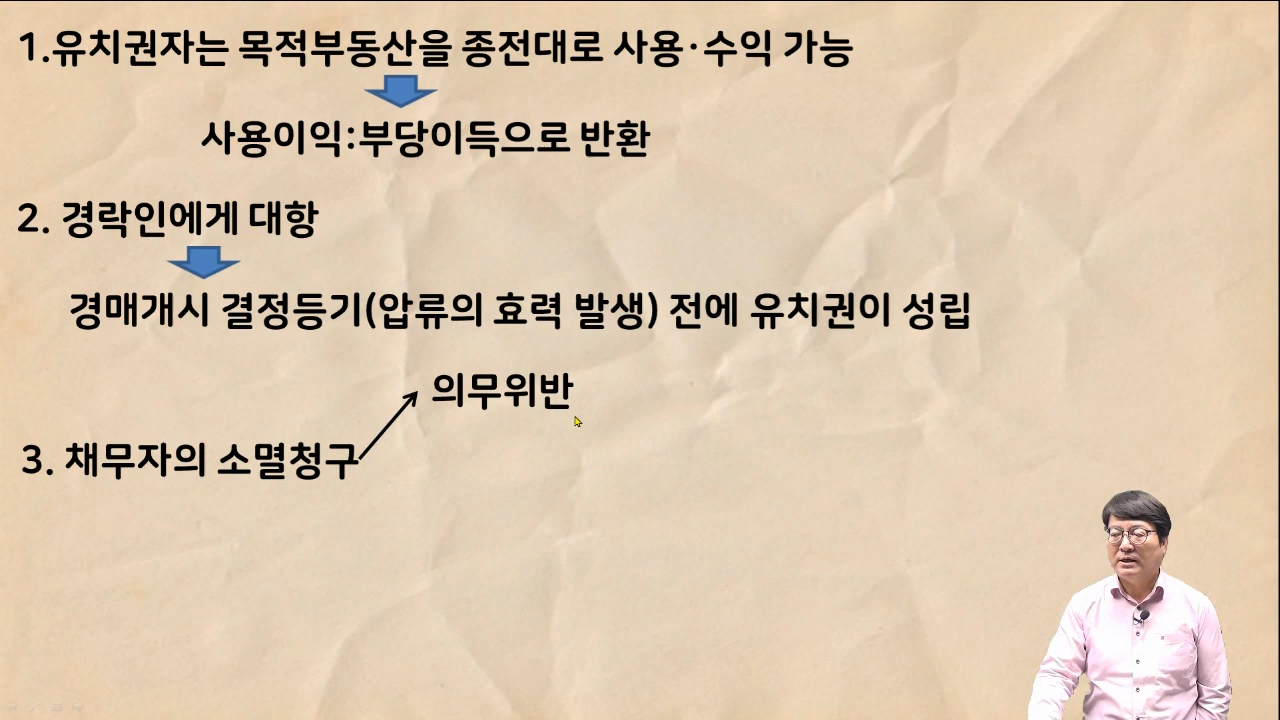 1.유치권자는 목적부동산을 종전대로 사용·수익 가능
사용이익:부당이득으로 반환
2. 경락인에게 대항
경매개시 결정등기(압류의 효력 발생) 전에 유치권이 성립
의무위반
3. 채무자의 소멸청구